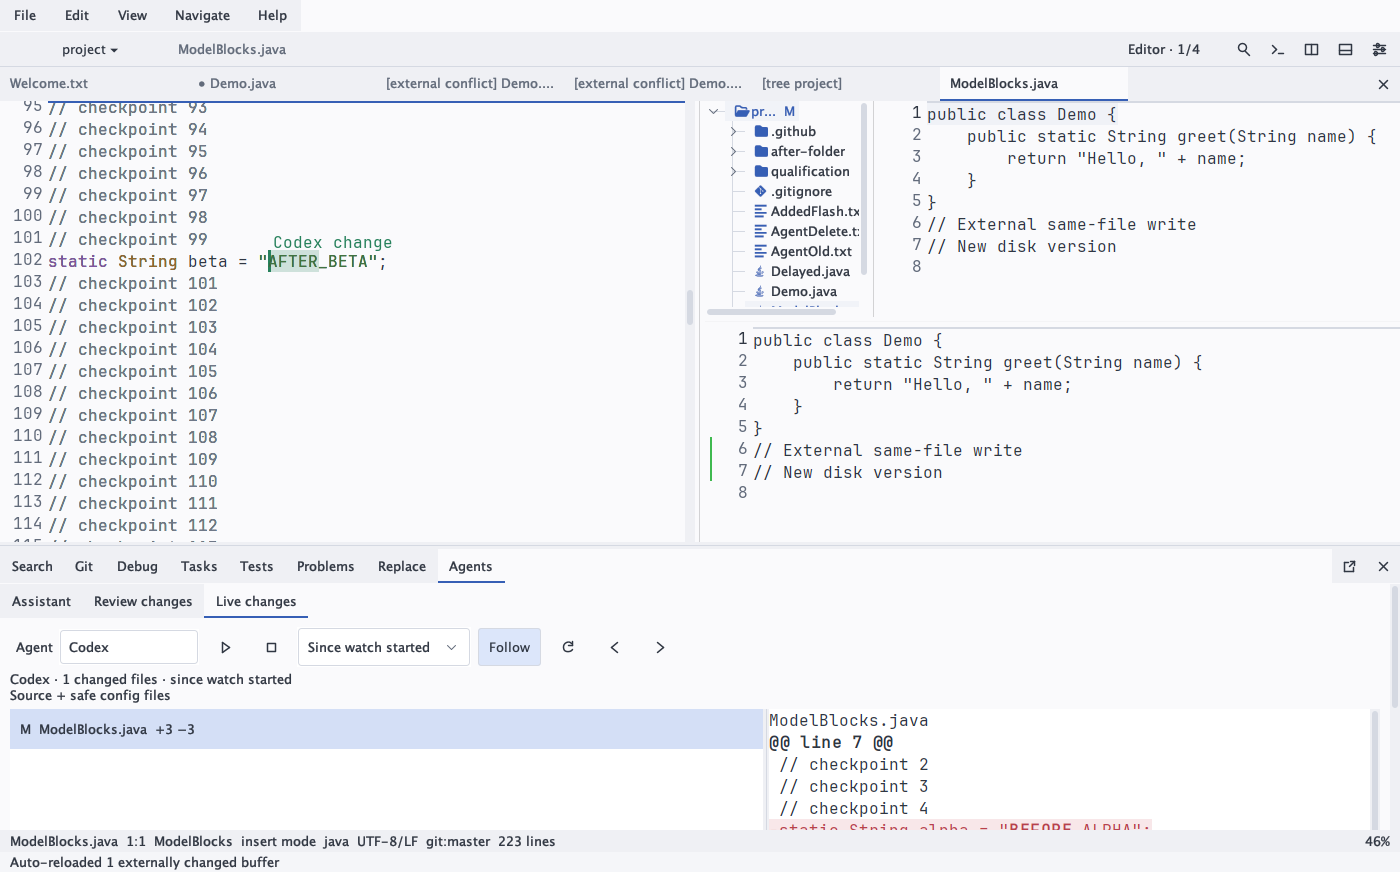 File Edit View Navigate Help
project ModelBlocks.java Editor · 1/4
Welcome.txt • Demo.java [external conflict] Demo.... [external conflict] Demo.... [tree project] ModelBlocks.java
95 // checkpoint 93
96 // checkpoint 94
97 // checkpoint 95
98 // checkpoint 96
99 // checkpoint 97
100 // checkpoint 98
101 // checkpoint 99
Codex change
102 static String beta = "AFTER_BETA";
103 // checkpoint 101
104 // checkpoint 102
105 // checkpoint 103
106 // checkpoint 104
107 // checkpoint 105
108 // checkpoint 106
109 // checkpoint 107
110 // checkpoint 108
111 // checkpoint 109
112 // checkpoint 110
113 // checkpoint 111
114 // checkpoint 112
pr... M
.github
after-folder
qualification
.gitignore
AddedFlash.tx
AgentDelete.t
AgentOld.txt
Delayed.java
Demo.java
1 public class Demo {
2 public static String greet(String name) {
3 return "Hello, " + name;
4 }
5 }
6 // External same-file write
7 // New disk version
8
1 public class Demo {
2 public static String greet(String name) {
3 return "Hello, " + name;
4 }
5 }
6 // External same-file write
7 // New disk version
8
Search Git Debug Tasks Tests Problems Replace Agents
Assistant Review changes Live changes
Agent Codex Since watch started Follow
Codex · 1 changed files · since watch started
Source + safe config files
M ModelBlocks.java +3 −3
ModelBlocks.java
@@ line 7 @@
// checkpoint 2
// checkpoint 3
// checkpoint 4
static String alpha = "BEFORE_ALPHA";
ModelBlocks.java 1:1 ModelBlocks insert mode java UTF-8/LF git:master 223 lines 46%
Auto-reloaded 1 externally changed buffer